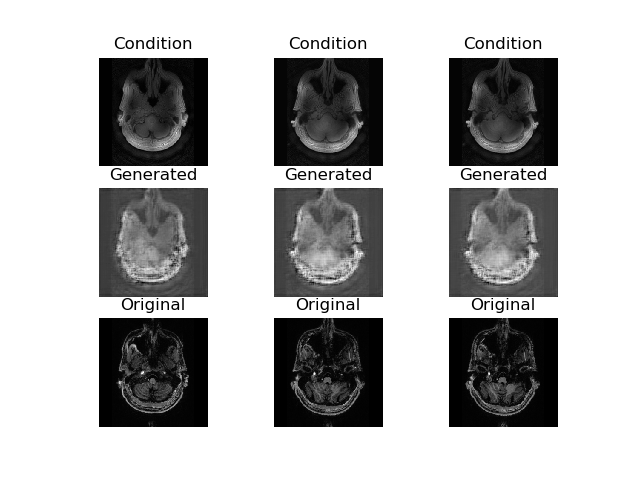 Condition Condition Condition
Generated Generated Generated
Original Original Original